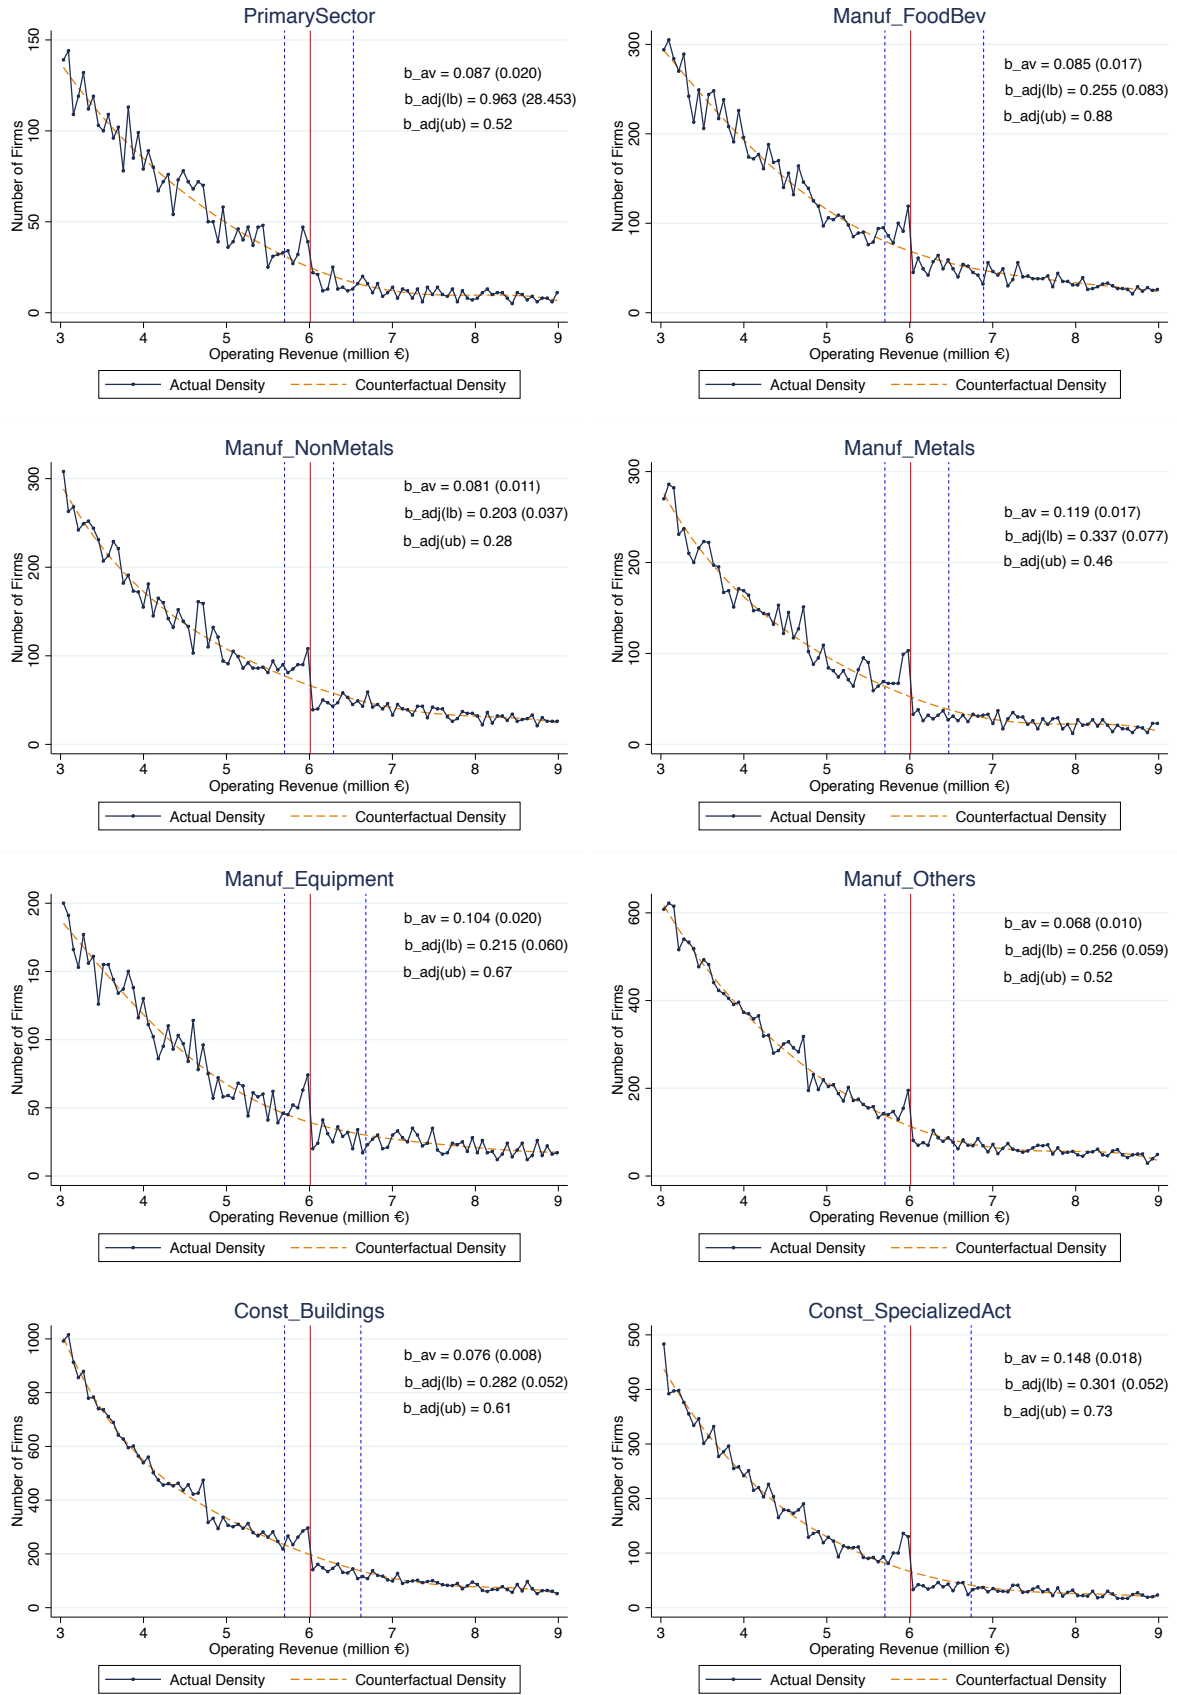 PrimarySector
Number of Firms
150
100
50
0
b_av = 0.087 (0.020)
b_adj(lb) = 0.963 (28.453)
b_adj(ub) = 0.52
3 4 5 6 7 8 9
Operating Revenue (million €)
Actual Density Counterfactual Density
Manuf_FoodBev
Number of Firms
300
200
100
0
b_av = 0.085 (0.017)
b_adj(lb) = 0.255 (0.083)
b_adj(ub) = 0.88
3 4 5 6 7 8 9
Operating Revenue (million €)
Actual Density Counterfactual Density
Manuf_NonMetals
Number of Firms
300
200
100
0
b_av = 0.081 (0.011)
b_adj(lb) = 0.203 (0.037)
b_adj(ub) = 0.28
3 4 5 6 7 8 9
Operating Revenue (million €)
Actual Density Counterfactual Density
Manuf_Metals
Number of Firms
300
200
100
0
b_av = 0.119 (0.017)
b_adj(lb) = 0.337 (0.077)
b_adj(ub) = 0.46
3 4 5 6 7 8 9
Operating Revenue (million €)
Actual Density Counterfactual Density
Manuf_Equipment
Number of Firms
200
150
100
50
0
b_av = 0.104 (0.020)
b_adj(lb) = 0.215 (0.060)
b_adj(ub) = 0.67
3 4 5 6 7 8 9
Operating Revenue (million €)
Actual Density Counterfactual Density
Manuf_Others
Number of Firms
600
400
200
0
b_av = 0.068 (0.010)
b_adj(lb) = 0.256 (0.059)
b_adj(ub) = 0.52
3 4 5 6 7 8 9
Operating Revenue (million €)
Actual Density Counterfactual Density
Const_Buildings
Number of Firms
1000
800
600
400
200
0
b_av = 0.076 (0.008)
b_adj(lb) = 0.282 (0.052)
b_adj(ub) = 0.61
3 4 5 6 7 8 9
Operating Revenue (million €)
Actual Density Counterfactual Density
Const_SpecializedAct
Number of Firms
500
400
300
200
100
0
b_av = 0.148 (0.018)
b_adj(lb) = 0.301 (0.052)
b_adj(ub) = 0.73
3 4 5 6 7 8 9
Operating Revenue (million €)
Actual Density Counterfactual Density